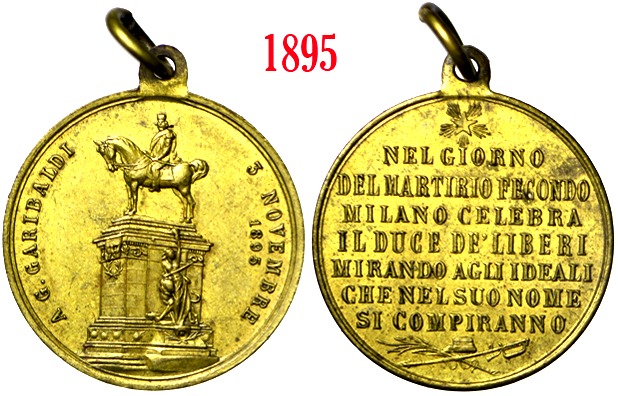 1895
A G. GARIBALDI
3 NOVEMBRE
1895
NEL GIORNO
DEL MARTIRIO FECONDO
MILANO CELEBRA
IL DUCE DE' LIBERI
MIRANDO AGLI IDEALI
CHE NEL SUO NOME
SI COMPIRANNO